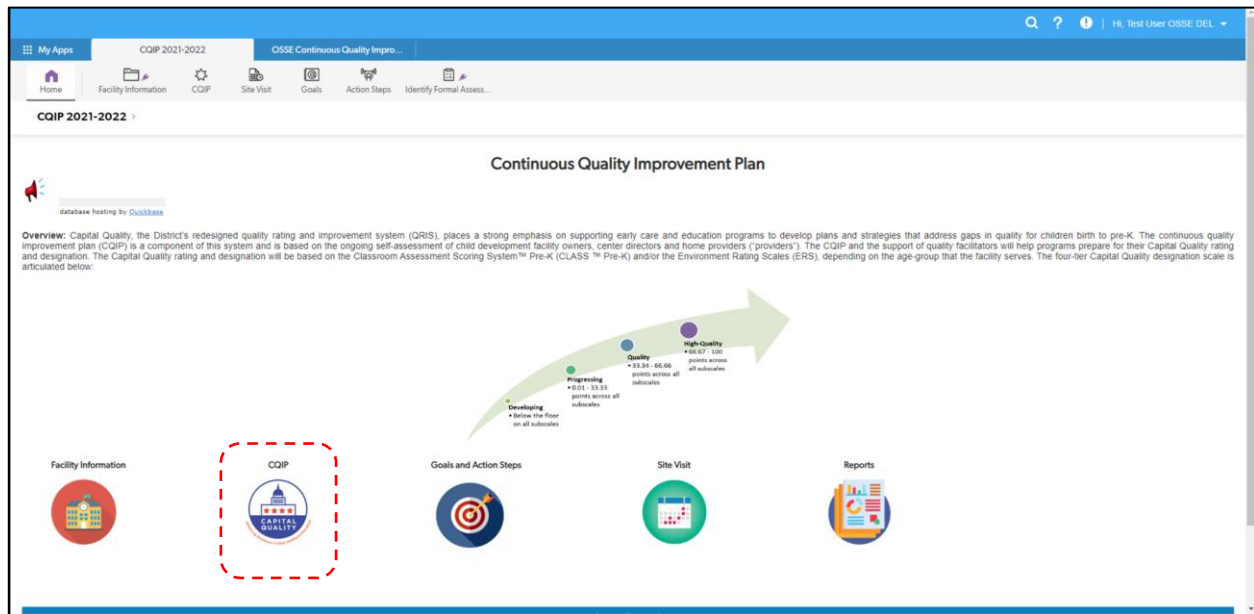 Hi, Test User OSSE DEL
My Apps
CQIP 2021-2022
OSSE Continuous Quality Impro...
Home
Facility Information
CQIP
Site Visit
Goals
Action Steps
Identify Formal Assess...
CQIP 2021-2022 >
Continuous Quality Improvement Plan
database hosting by Quickbase
Overview: Capital Quality, the District's redesigned quality rating and improvement system (QRIS), places a strong emphasis on supporting early care and education programs to develop plans and strategies that address gaps in quality for children birth to pre-K. The continuous quality
improvement plan (CQIP) is a component of this system and is based on the ongoing self-assessment of child development facility owners, center directors and home providers ("providers"). The CQIP and the support of quality facilitators will help programs prepare for their Capital Quality rating
and designation. The Capital Quality rating and designation will be based on the Classroom Assessment Scoring System™ Pre-K (CLASS ™ Pre-K) and/or the Environment Rating Scales (ERS), depending on the age-group that the facility serves. The four-tier Capital Quality designation scale is
articulated below:
High-Quality
• 66.67 - 100
points across
all subscales
Quality
• 33.34 - 66.66
points across all
subscales
Progressing
• 0.01 - 33.33
points across all
subscales
Developing
• Below the floor
on all subscales
Facility Information
CQIP
Goals and Action Steps
Site Visit
Reports
CAPITAL
QUALITY